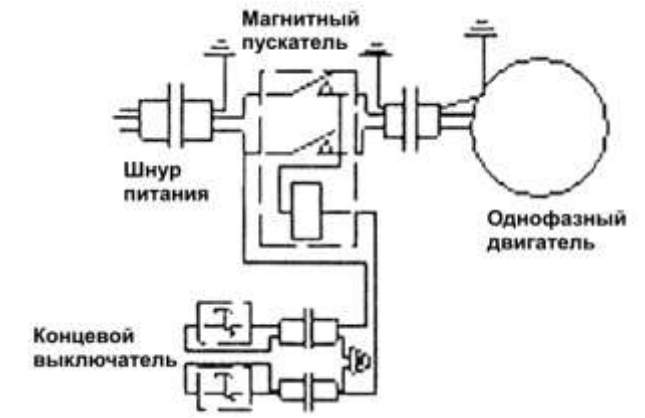 Магнитный
пускатель
Шнур
питания
Однофазный
двигатель
Концевой
выключатель